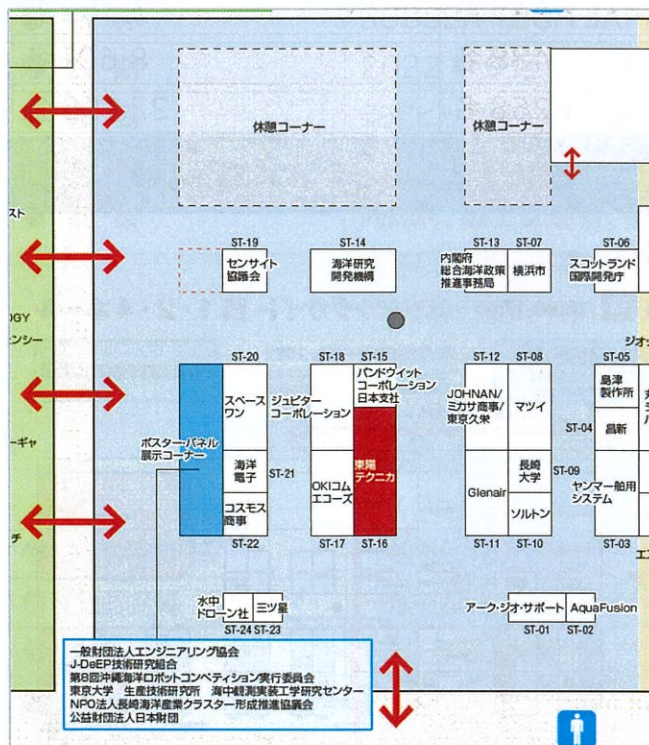 休憩コーナー
休憩コーナー
スト
ST-19
センサイト
協議会
ST-14
海洋研究
開発機構
ST-13
内閣府
総合海洋政策
推進事務局
ST-07
横浜市
ST-06
スコットランド
国際開発庁
OGY
ンシー
ジオッ
ST-20
スペース
ワン
ST-18
ジュピター
コーポレーション
ST-15
パンドウイット
コーポレーション
日本支社
ST-12
JOHNAN/
ミカサ商事/
東京久栄
ST-08
マツイ
ST-05
島津
製作所
ST-04
昌新
ーギャ
ポスター・パネル
展示コーナー
海洋
電子
ST-21
コスモス
商事
ST-22
OKIコム
エコーズ
ST-17
東陽
テクニカ
ST-16
Glenair
ST-11
長崎
大学
ST-09
ソルトン
ST-10
ヤンマー舶用
システム
ST-03
チ
エン
水中
ドローン社
ST-24
三ツ星
ST-23
アーク・ジオ・サポート
ST-01
AquaFusion
ST-02
一般財団法人エンジニアリング協会
J-DeEP技術研究組合
第8回沖縄海洋ロボットコンペティション実行委員会
東京大学 生産技術研究所 海中観測実装工学研究センター
NPO法人長崎海洋産業クラスター形成推進協議会
公益財団法人日本財団